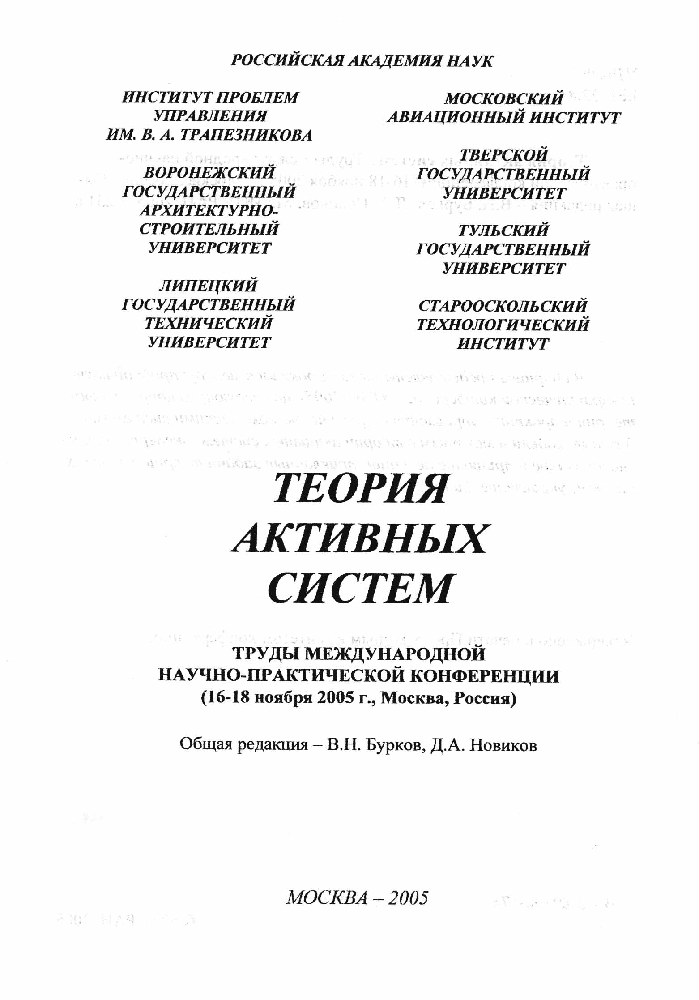 РОССИЙСКАЯ АКАДЕМИЯ НАУК
ИНСТИТУТ ПРОБЛЕМ
УПРАВЛЕНИЯ
ИМ. В. А. ТРАПЕЗНИКОВА
ВОРОНЕЖСКИЙ
ГОСУДАРСТВЕННЫЙ
АРХИТЕКТУРНО-
СТРОИТЕЛЬНЫЙ
УНИВЕРСИТЕТ
ЛИПЕЦКИЙ
ГОСУДАРСТВЕННЫЙ
ТЕХНИЧЕСКИЙ
УНИВЕРСИТЕТ
МОСКОВСКИЙ
АВИАЦИОННЫЙ ИНСТИТУТ
ТВЕРСКОЙ
ГОСУДАРСТВЕННЫЙ
УНИВЕРСИТЕТ
ТУЛЬСКИЙ
ГОСУДАРСТВЕННЫЙ
УНИВЕРСИТЕТ
СТАРООСКОЛЬСКИЙ
ТЕХНОЛОГИЧЕСКИЙ
ИНСТИТУТ
ТЕОРИЯ
АКТИВНЫХ
СИСТЕМ
ТРУДЫ МЕЖДУНАРОДНОЙ
НАУЧНО-ПРАКТИЧЕСКОЙ КОНФЕРЕНЦИИ
(16-18 ноября 2005 г., Москва, Россия)
Общая редакция – В.Н. Бурков, Д.А. Новиков
МОСКВА – 2005